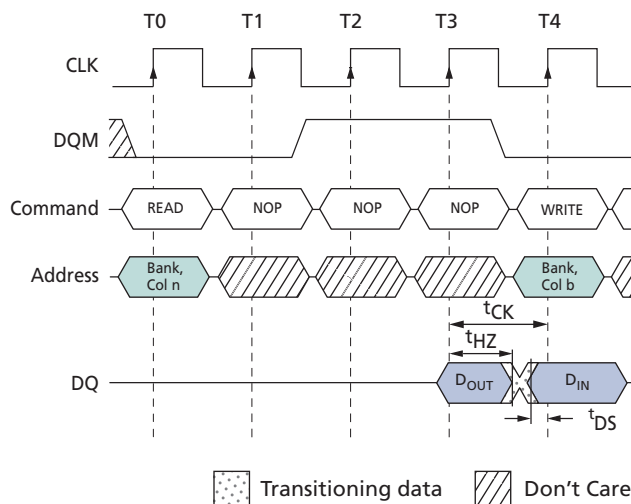 T0 T1 T2 T3 T4
CLK
DQM
Command READ NOP NOP NOP WRITE
Address Bank, Col n Bank, Col b
tCK
tHZ
DQ DOUT DIN
tDS
Transitioning data Don't Care